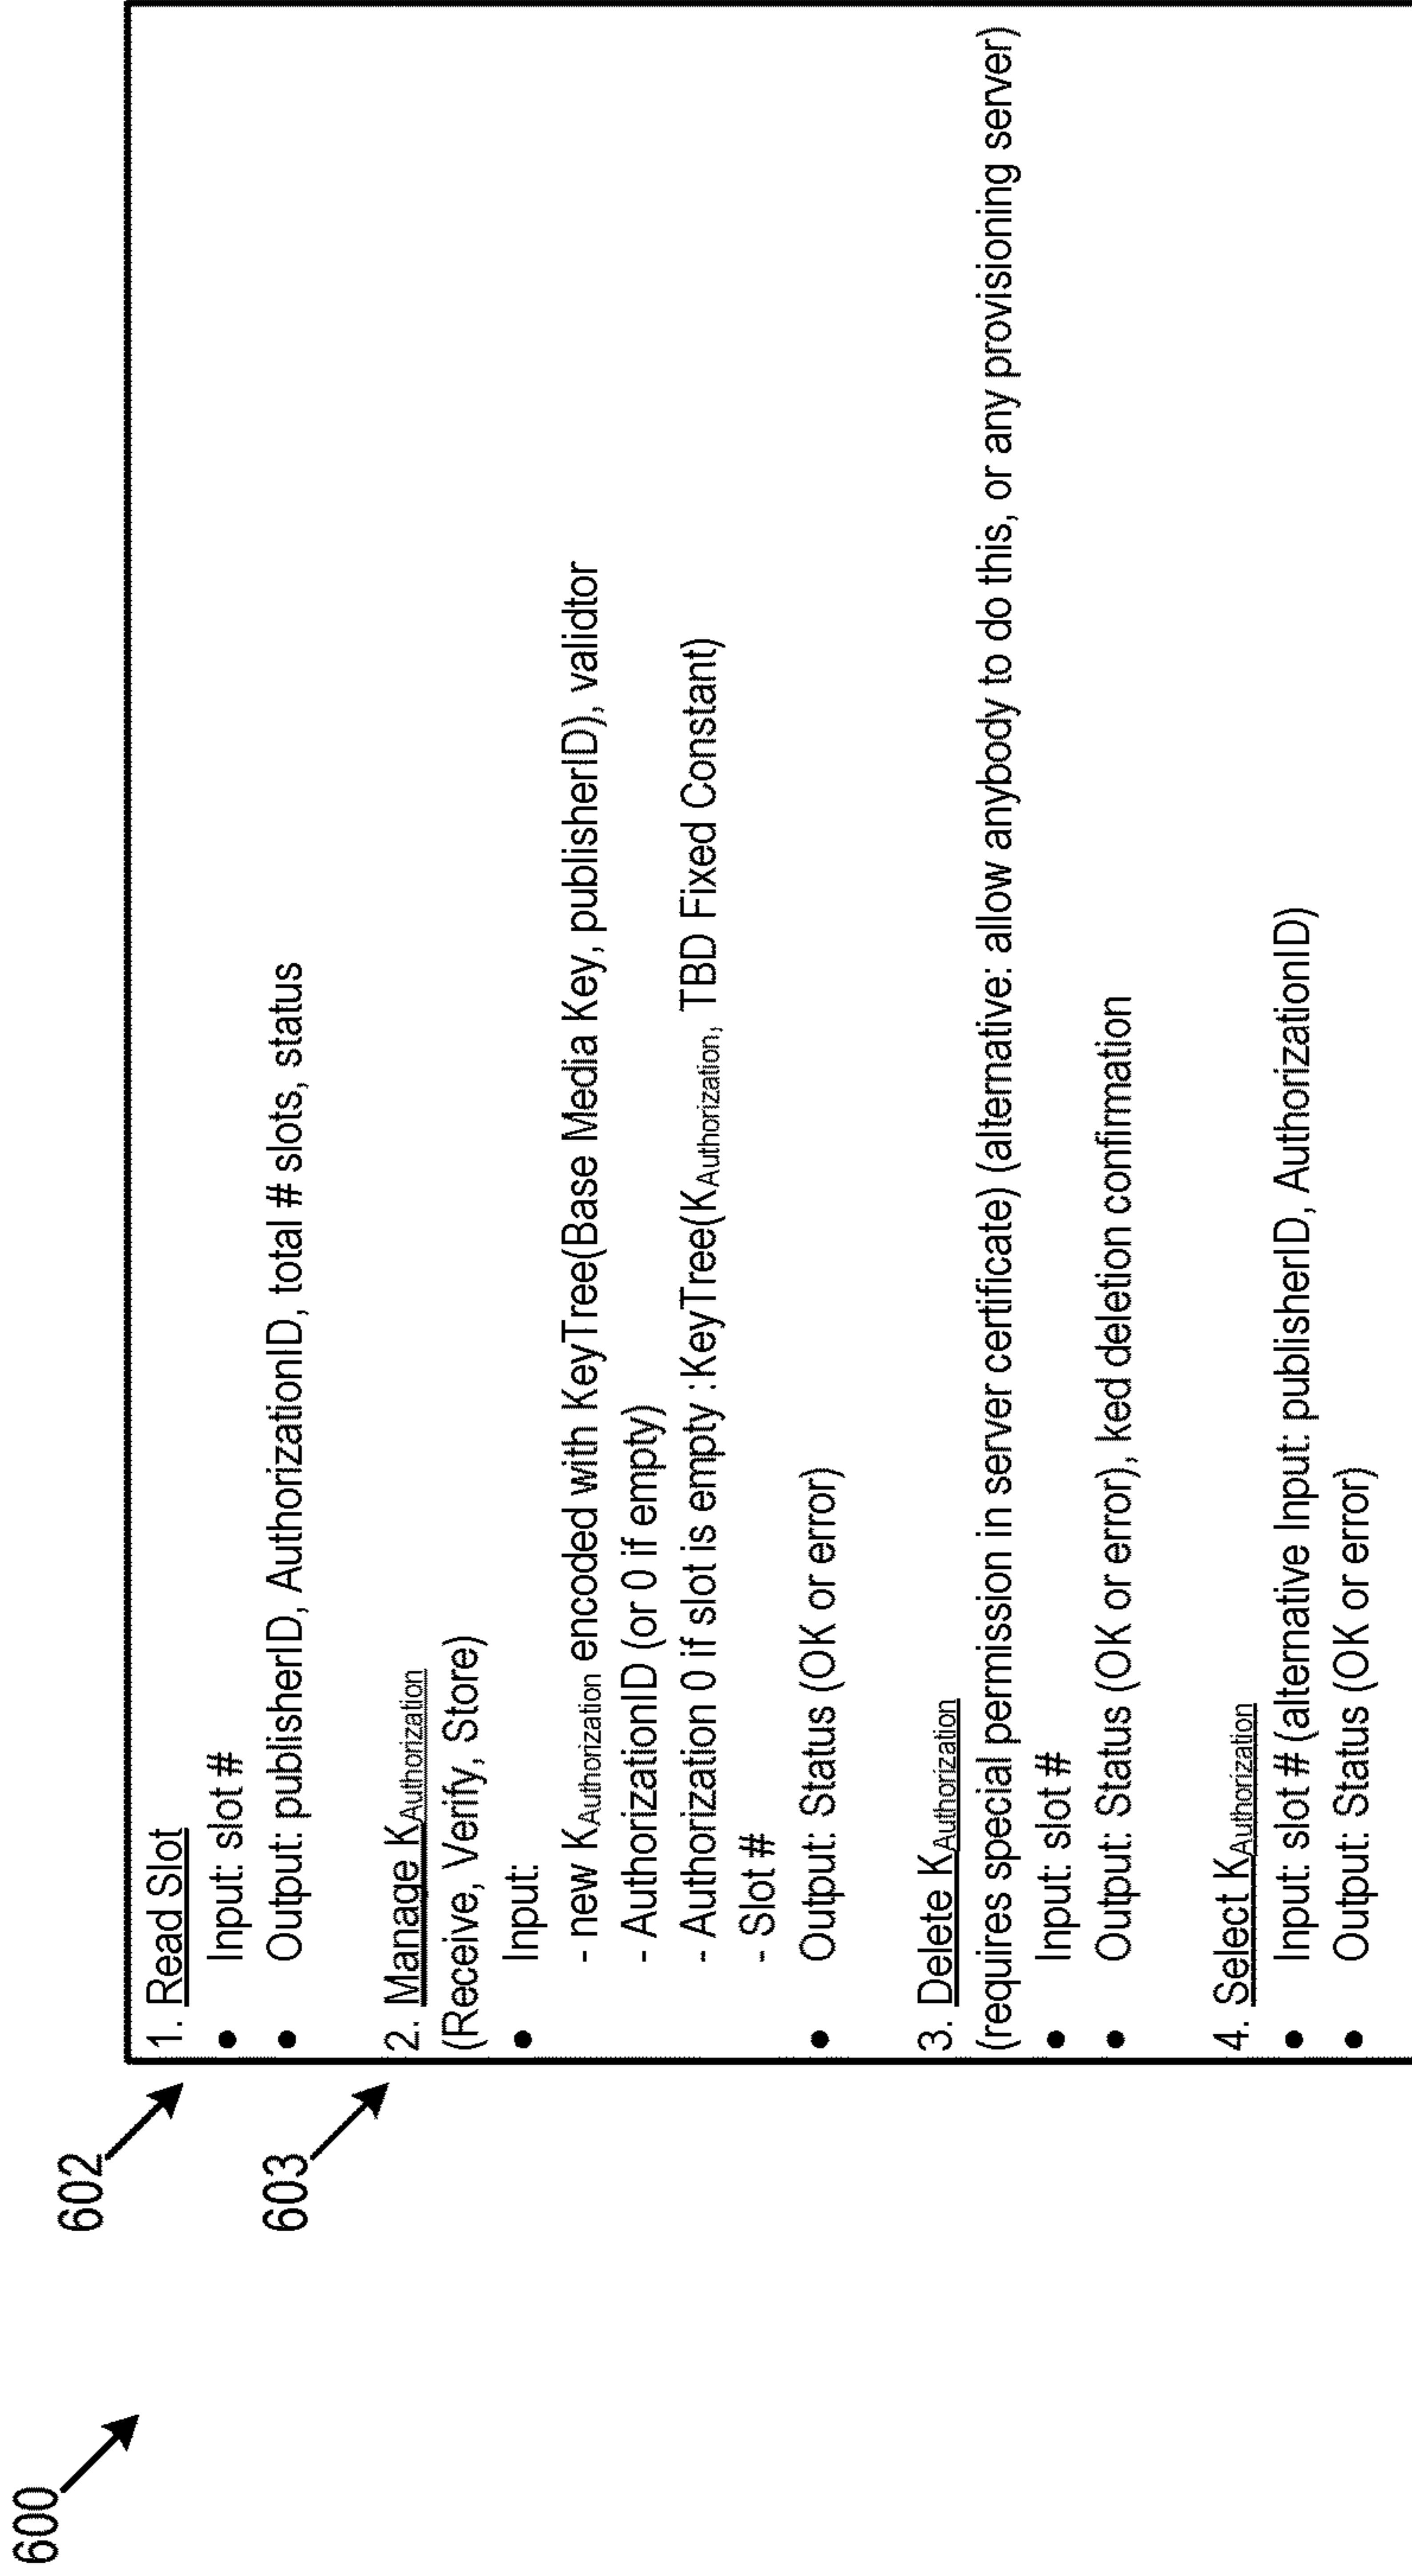 600
602
603
1. Read Slot
● Input: slot #
● Output: publisherID, AuthorizationID, total # slots, status
2. Manage KAuthorization
(Receive, Verify, Store)
● Input:
- new KAuthorization encoded with KeyTree(Base Media Key, publisherID), validtor
- AuthorizationID (or 0 if empty)
- Authorization 0 if slot is empty :KeyTree(KAuthorization, TBD Fixed Constant)
- Slot #
● Output: Status (OK or error)
3. Delete KAuthorization
(requires special permission in server certificate) (alternative: allow anybody to do this, or any provisioning server)
● Input: slot #
● Output: Status (OK or error), ked deletion confirmation
4. Select KAuthorization
● Input: slot # (alternative Input: publisherID, AuthorizationID)
● Output: Status (OK or error)